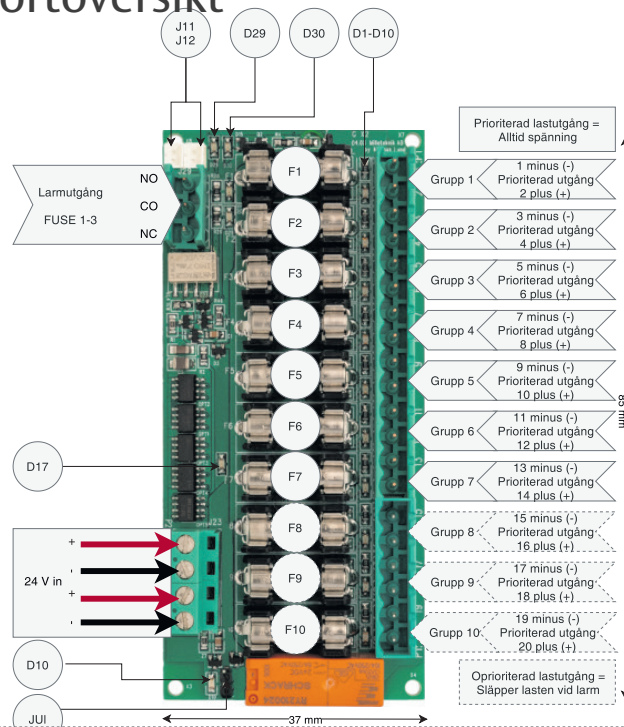 ortöversikt
J11
J12
D29
D30
D1-D10
Prioriterad lastutgång =
Alltid spänning
Larmutgång
FUSE 1-3
NO
CO
NC
F1
F2
F3
F4
F5
F6
F7
F8
F9
F10
Grupp 1
1 minus (-)
Prioriterad utgång
2 plus (+)
Grupp 2
3 minus (-)
Prioriterad utgång
4 plus (+)
Grupp 3
5 minus (-)
Prioriterad utgång
6 plus (+)
Grupp 4
7 minus (-)
Prioriterad utgång
8 plus (+)
Grupp 5
9 minus (-)
Prioriterad utgång
10 plus (+)
Grupp 6
11 minus (-)
Prioriterad utgång
12 plus (+)
Grupp 7
13 minus (-)
Prioriterad utgång
14 plus (+)
Grupp 8
15 minus (-)
Prioriterad utgång
16 plus (+)
Grupp 9
17 minus (-)
Prioriterad utgång
18 plus (+)
Grupp 10
19 minus (-)
Prioriterad utgång
20 plus (+)
85 mm
D17
24 V in
+
-
+
-
J23
D10
JUI
SCHRACK
Oprioriterad lastutgång =
Släpper lasten vid larm
37 mm